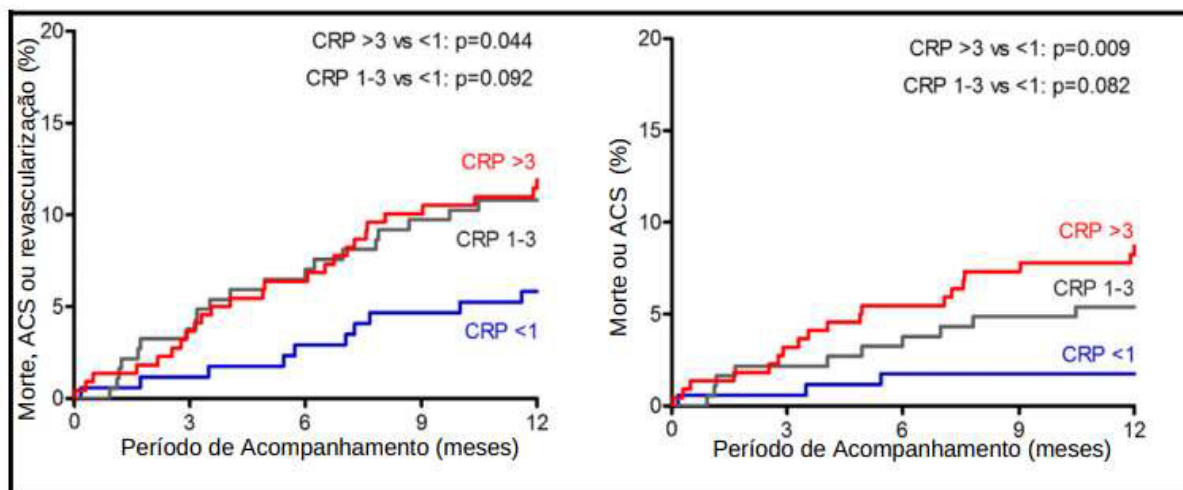 Morte, ACS ou revascularização (%)
20
15
10
5
0
CRP >3 vs <1: p=0.044
CRP 1-3 vs <1: p=0.092
CRP >3
CRP 1-3
CRP <1
0 3 6 9 12
Período de Acompanhamento (meses)
Morte ou ACS (%)
20
15
10
5
0
CRP >3 vs <1: p=0.009
CRP 1-3 vs <1: p=0.082
CRP >3
CRP 1-3
CRP <1
0 3 6 9 12
Período de Acompanhamento (meses)